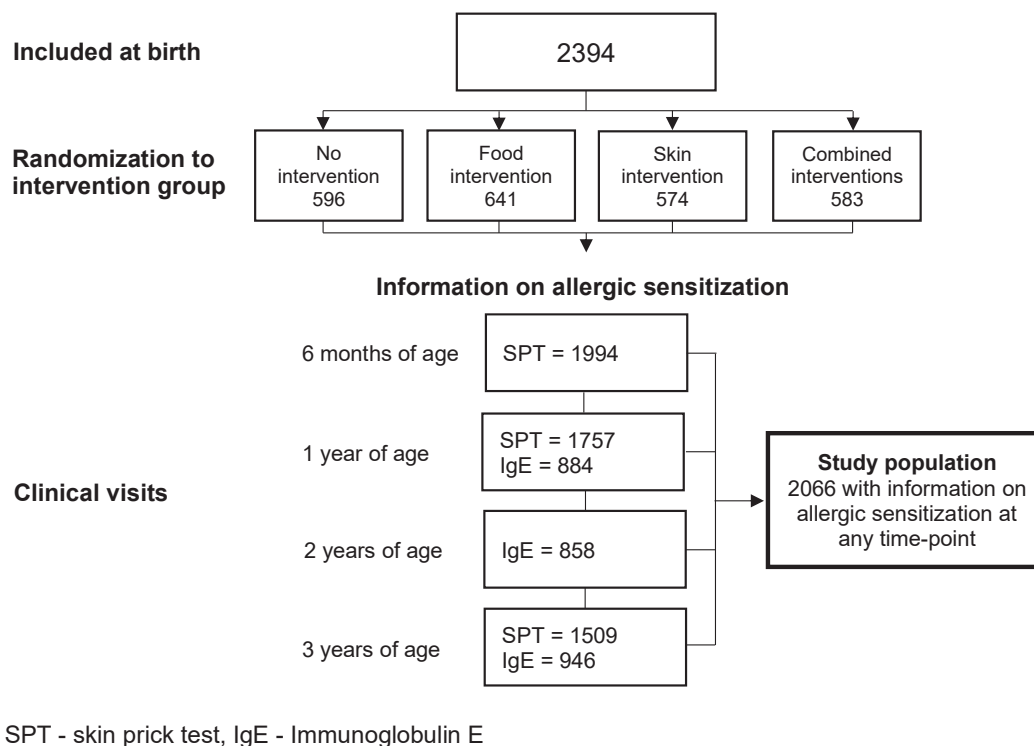 Included at birth
2394
Randomization to
intervention group
No
intervention
596
Food
intervention
641
Skin
intervention
574
Combined
interventions
583
Information on allergic sensitization
Clinical visits
6 months of age
SPT = 1994
1 year of age
SPT = 1757
IgE = 884
2 years of age
IgE = 858
3 years of age
SPT = 1509
IgE = 946
Study population
2066 with information on
allergic sensitization at
any time-point
SPT - skin prick test, IgE - Immunoglobulin E